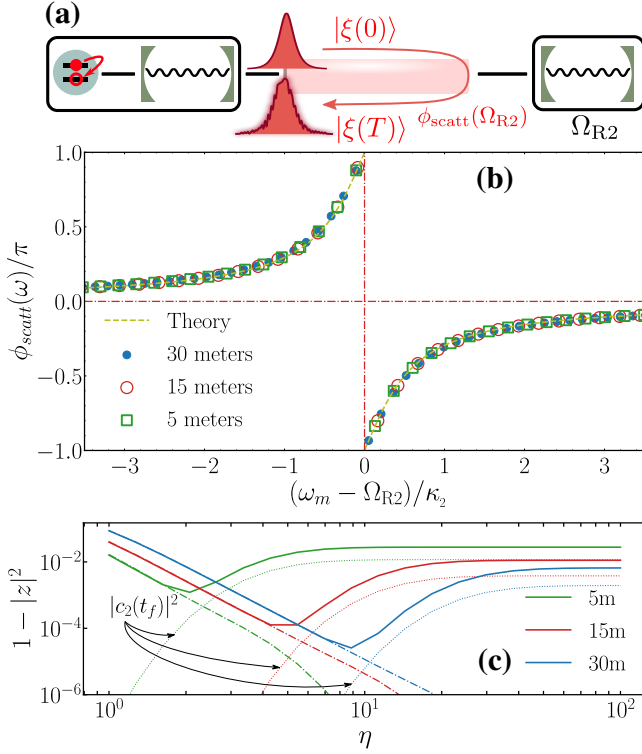 (a)
|ξ(0)⟩
|ξ(T)⟩
ϕscatt(ΩR2)
ΩR2
(b)
ϕscatt(ω)/π
1.0
0.5
0.0
−0.5
−1.0
Theory
30 meters
15 meters
5 meters
−3 −2 −1 0 1 2 3
(ωm − ΩR2)/κ2
1 − |z|²
10⁻²
10⁻⁴
10⁻⁶
|c2(tf)|²
5m
15m
30m
(c)
10⁰ 10¹ 10²
η